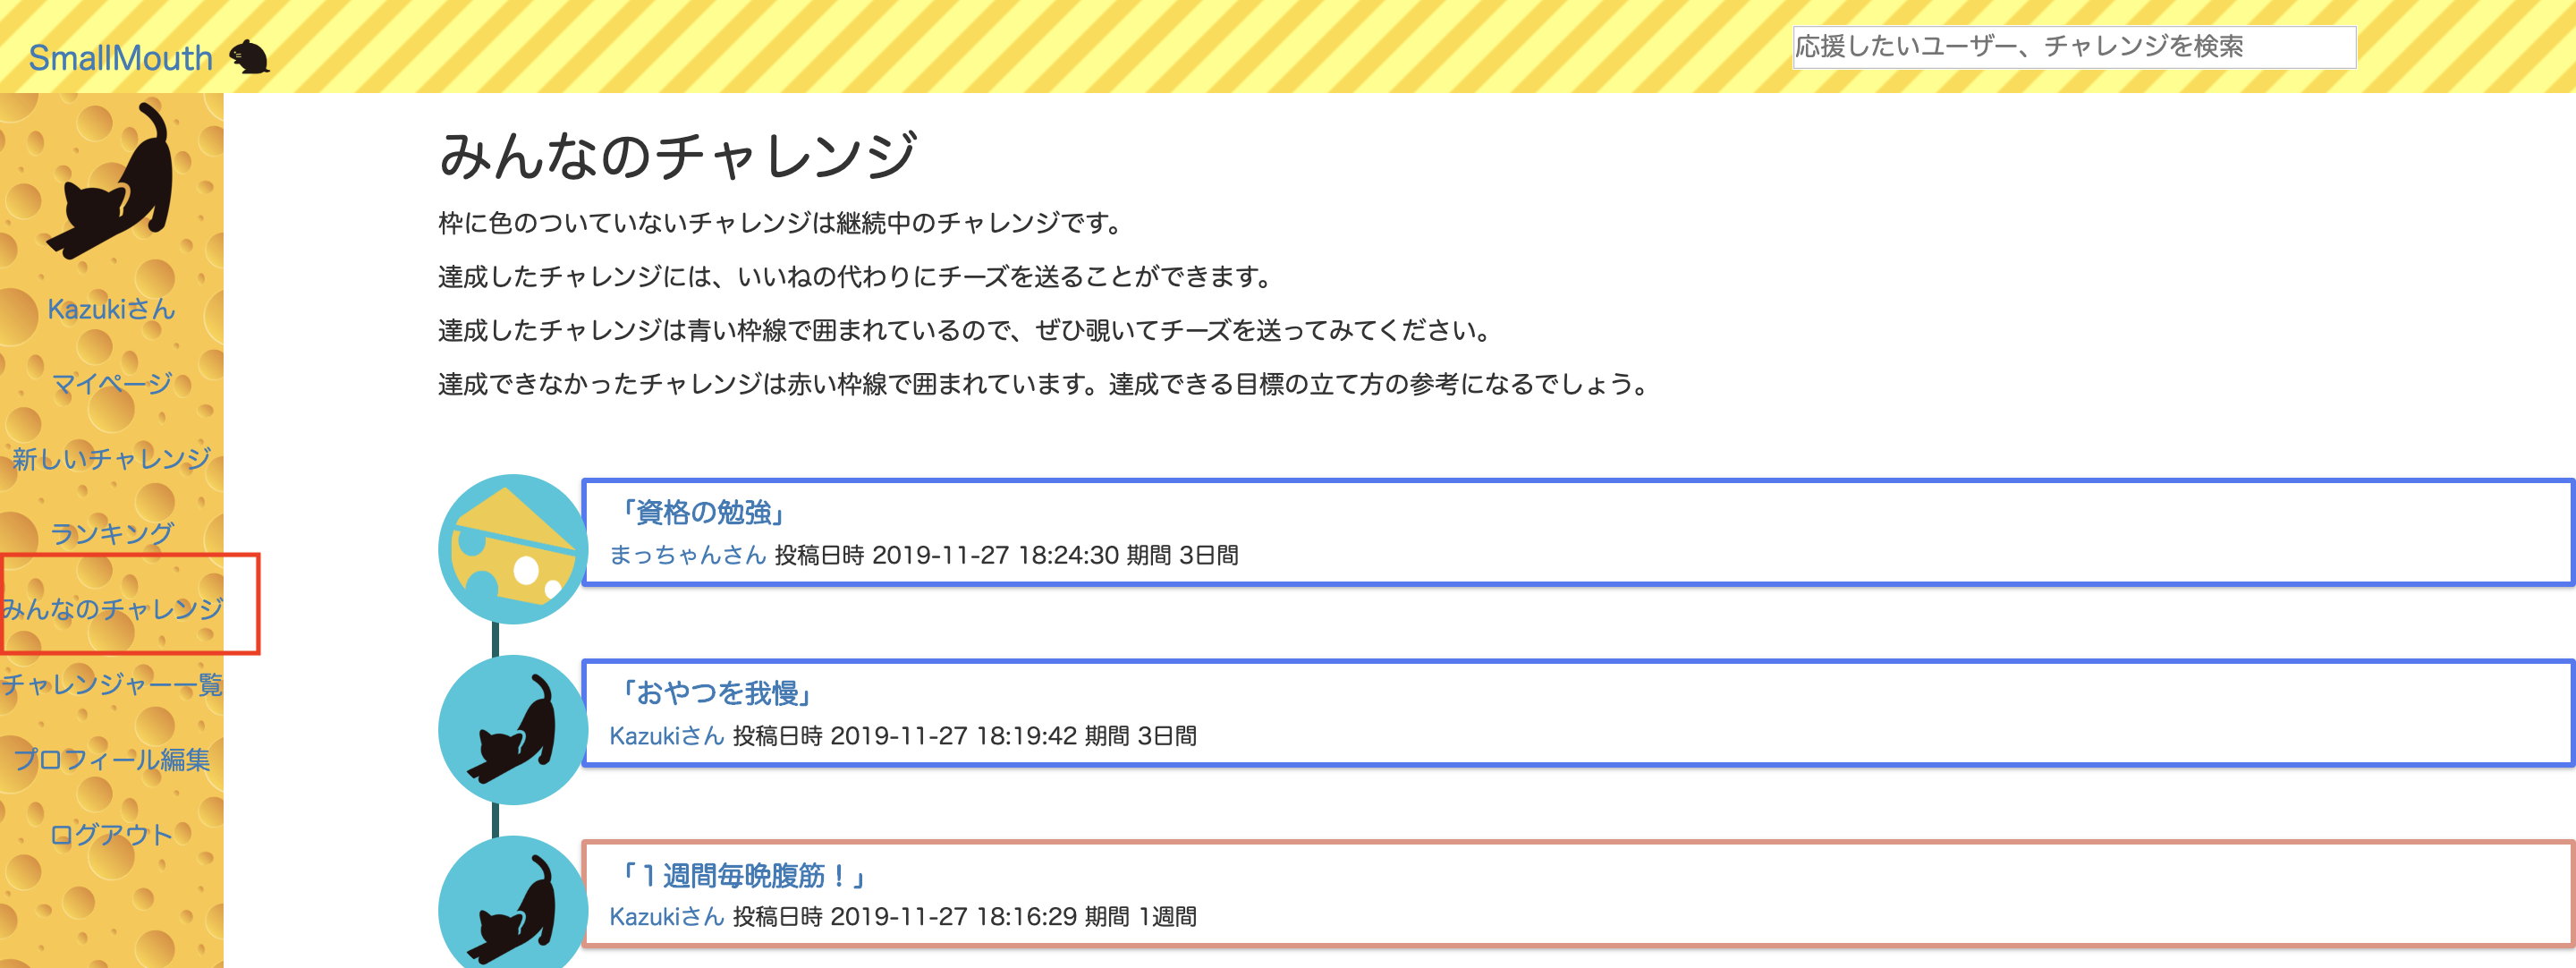 SmallMouth
応援したいユーザー、チャレンジを検索
Kazukiさん
マイページ
新しいチャレンジ
ランキング
みんなのチャレンジ
チャレンジャー一覧
プロフィール編集
ログアウト
みんなのチャレンジ
枠に色のついていないチャレンジは継続中のチャレンジです。
達成したチャレンジには、いいねの代わりにチーズを送ることができます。
達成したチャレンジは青い枠線で囲まれているので、ぜひ覗いてチーズを送ってみてください。
達成できなかったチャレンジは赤い枠線で囲まれています。達成できる目標の立て方の参考になるでしょう。
「資格の勉強」
まっちゃんさん 投稿日時 2019-11-27 18:24:30 期間 3日間
「おやつを我慢」
Kazukiさん 投稿日時 2019-11-27 18:19:42 期間 3日間
「１週間毎晩腹筋！」
Kazukiさん 投稿日時 2019-11-27 18:16:29 期間 1週間